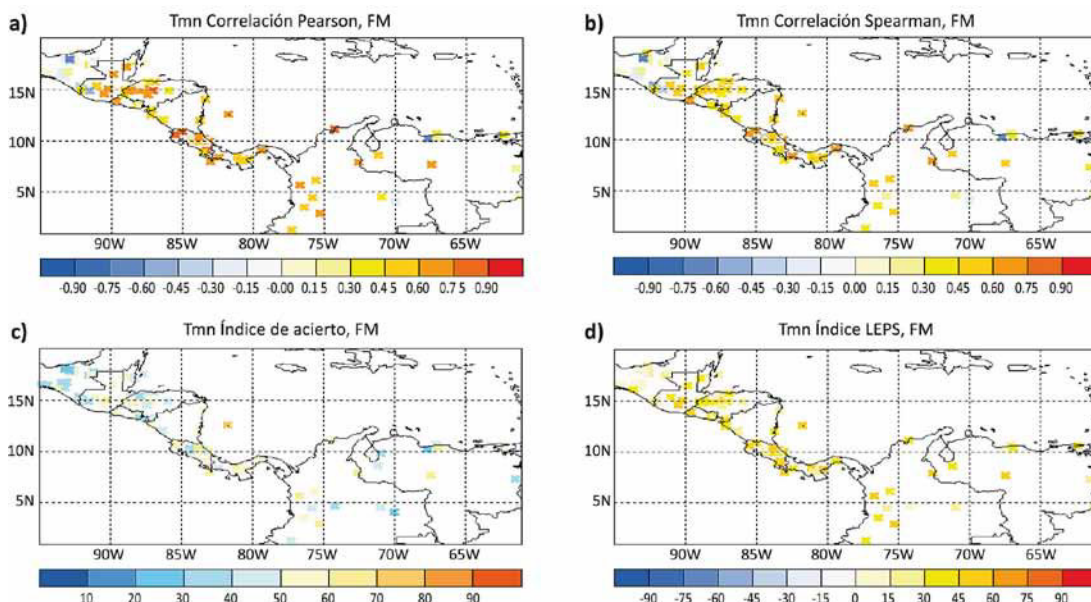 a) Tmn Correlación Pearson, FM
15N
10N
5N
90W 85W 80W 75W 70W 65W
-0.90 -0.75 -0.60 -0.45 -0.30 -0.15 -0.00 0.15 0.30 0.45 0.60 0.75 0.90
b) Tmn Correlación Spearman, FM
15N
10N
5N
90W 85W 80W 75W 70W 65W
-0.90 -0.75 -0.60 -0.45 -0.30 -0.15 0.00 0.15 0.30 0.45 0.60 0.75 0.90
c) Tmn Índice de acierto, FM
15N
10N
5N
90W 85W 80W 75W 70W 65W
10 20 30 40 50 60 70 80 90
d) Tmn Índice LEPS, FM
15N
10N
5N
90W 85W 80W 75W 70W 65W
-90 -75 -60 -45 -30 -15 0 15 30 45 60 75 90